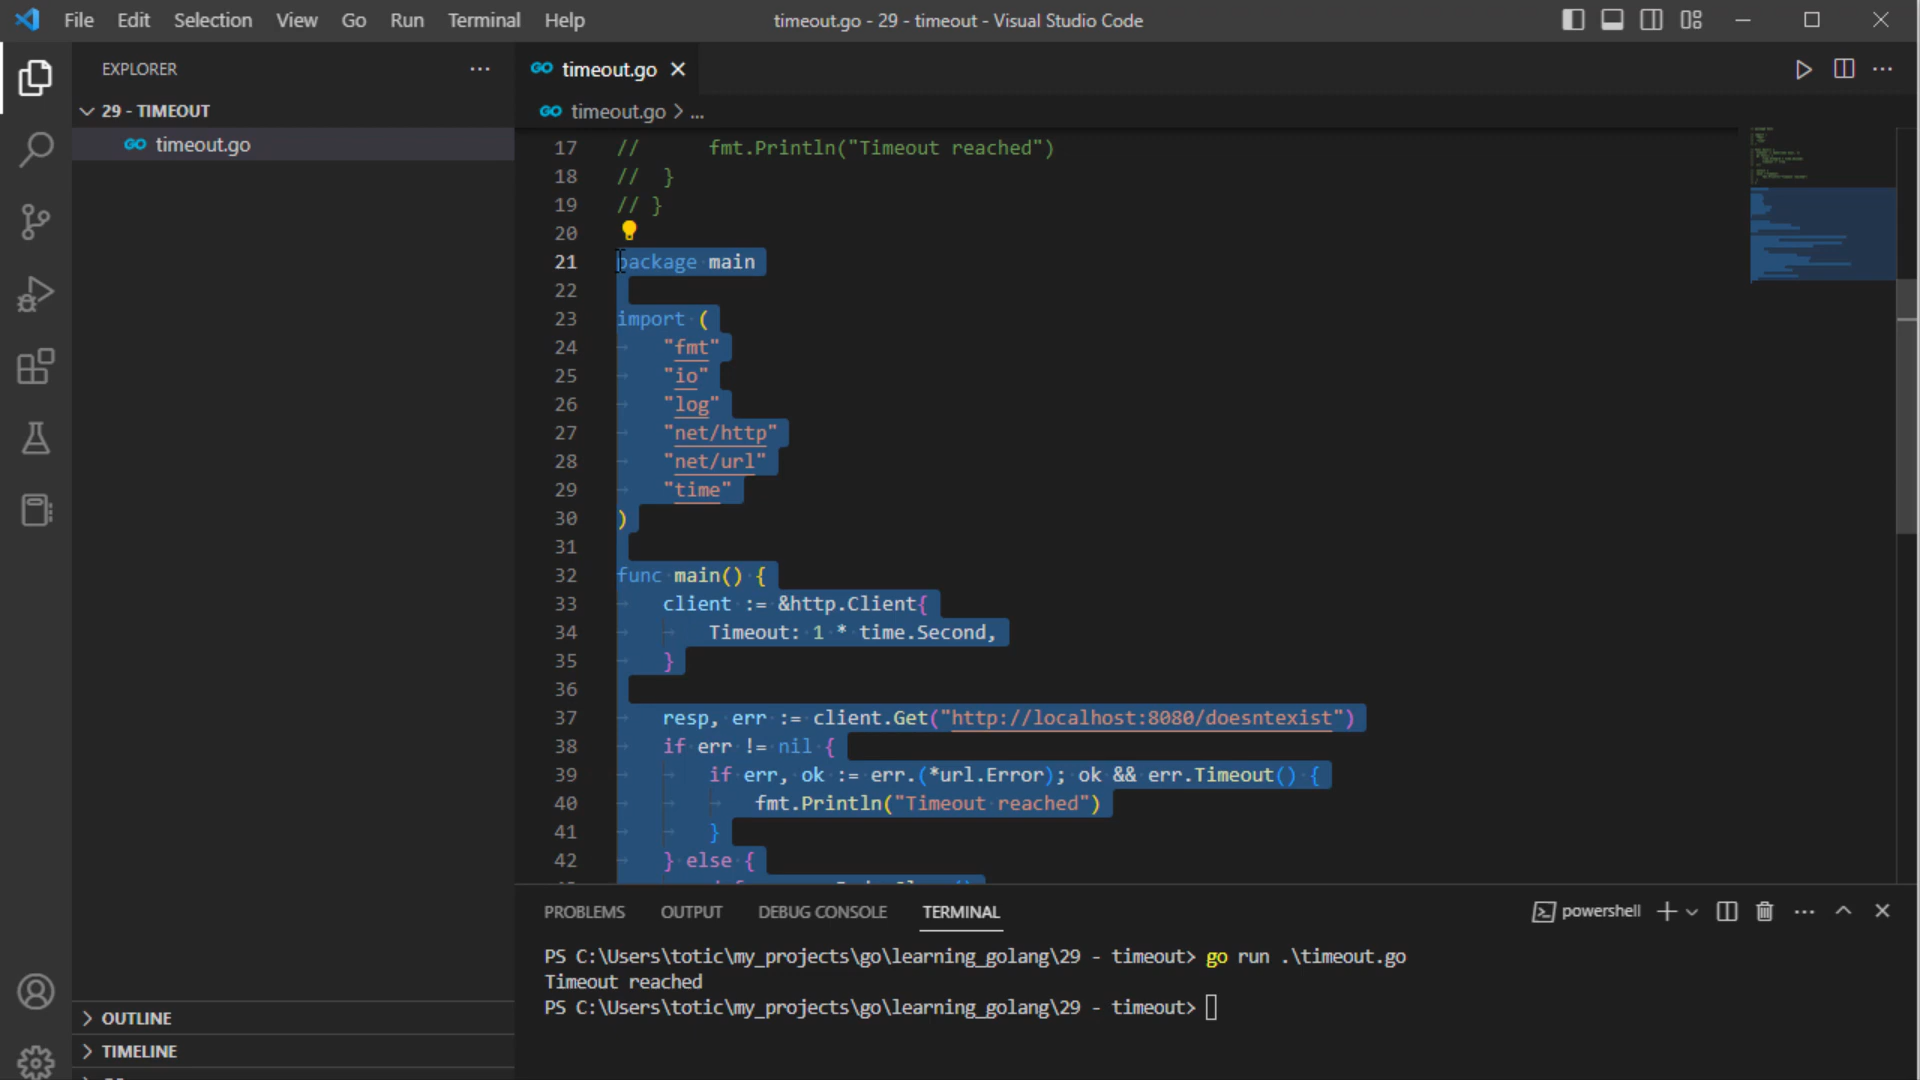 File Edit Selection View Go Run Terminal Help
timeout.go - 29 - timeout - Visual Studio Code
EXPLORER
29 - TIMEOUT
timeout.go
OUTLINE
TIMELINE
timeout.go
timeout.go > ...
17 // fmt.Println("Timeout reached")
18 // }
19 // }
20
21 package main
22
23 import (
24 "fmt"
25 "io"
26 "log"
27 "net/http"
28 "net/url"
29 "time"
30 )
31
32 func main() {
33 client := &http.Client{
34 Timeout: 1 * time.Second,
35 }
36
37 resp, err := client.Get("http://localhost:8080/doesntexist")
38 if err != nil {
39 if err, ok := err.(*url.Error); ok && err.Timeout() {
40 fmt.Println("Timeout reached")
41 }
42 } else {
PROBLEMS OUTPUT DEBUG CONSOLE TERMINAL
powershell
PS C:\Users\totic\my_projects\go\learning_golang\29 - timeout> go run .\timeout.go
Timeout reached
PS C:\Users\totic\my_projects\go\learning_golang\29 - timeout>